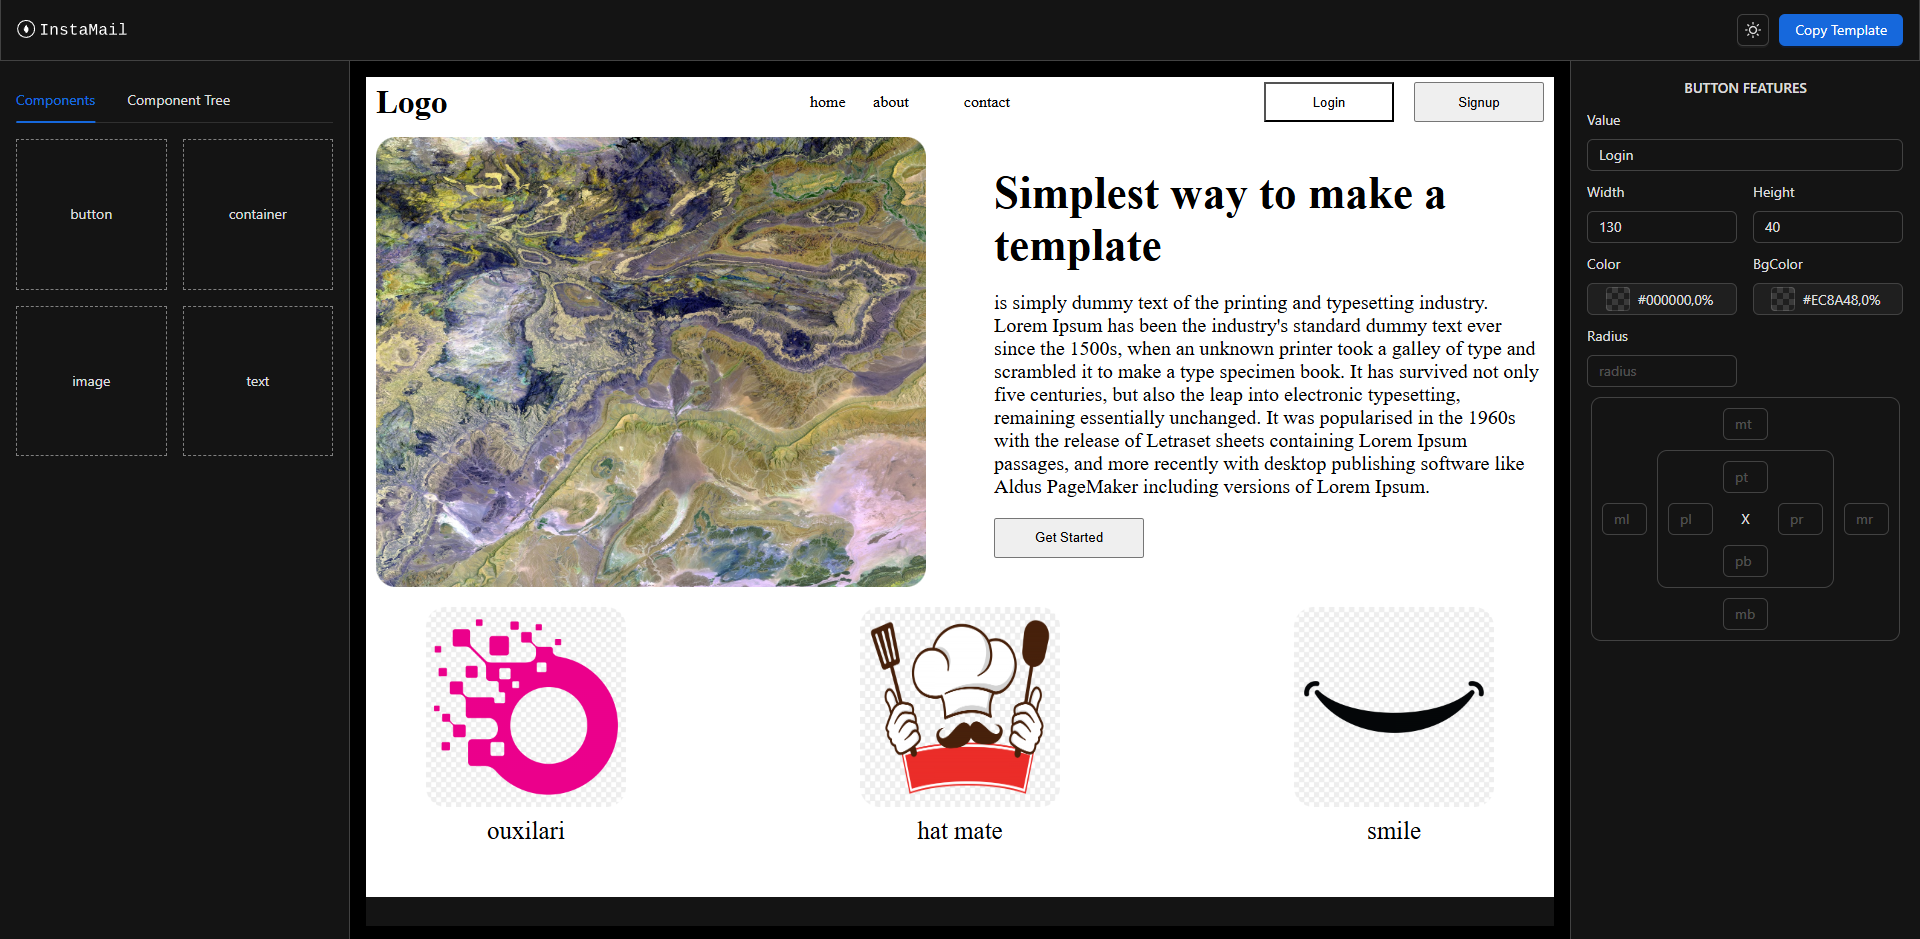 InstaMail
Copy Template
Components
Component Tree
button
container
image
text
Logo
home
about
contact
Login
Signup
Simplest way to make a
template
is simply dummy text of the printing and typesetting industry.
Lorem Ipsum has been the industry's standard dummy text ever
since the 1500s, when an unknown printer took a galley of type and
scrambled it to make a type specimen book. It has survived not only
five centuries, but also the leap into electronic typesetting,
remaining essentially unchanged. It was popularised in the 1960s
with the release of Letraset sheets containing Lorem Ipsum
passages, and more recently with desktop publishing software like
Aldus PageMaker including versions of Lorem Ipsum.
Get Started
ouxilari
hat mate
smile
BUTTON FEATURES
Value
Login
Width
Height
130
40
Color
BgColor
#000000,0%
#EC8A48,0%
Radius
radius
mt
pt
ml
pl
X
pr
mr
pb
mb